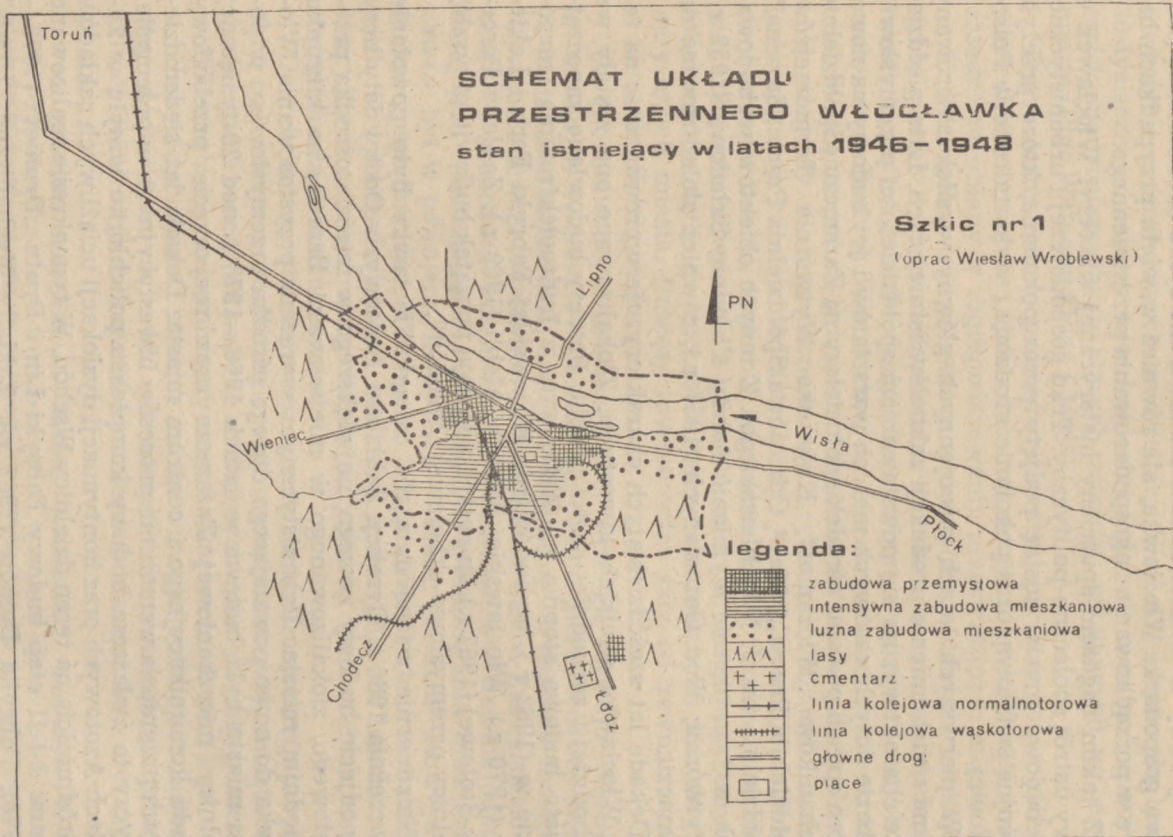 Toruń
SCHEMAT UKŁADU
PRZESTRZENNEGO WŁOCŁAWKA
stan istniejący w latach 1946-1948
Szkic nr 1
(oprac Wiesław Wroblewski)
Lipno
PN
Wieniec
Wisła
Płock
Chodecz
Łódz
legenda:
zabudowa przemysłowa
intensywna zabudowa mieszkaniowa
luzna zabudowa mieszkaniowa
lasy
cmentarz
linia kolejowa normalnotorowa
linia kolejowa wąskotorowa
głowne drogi
place